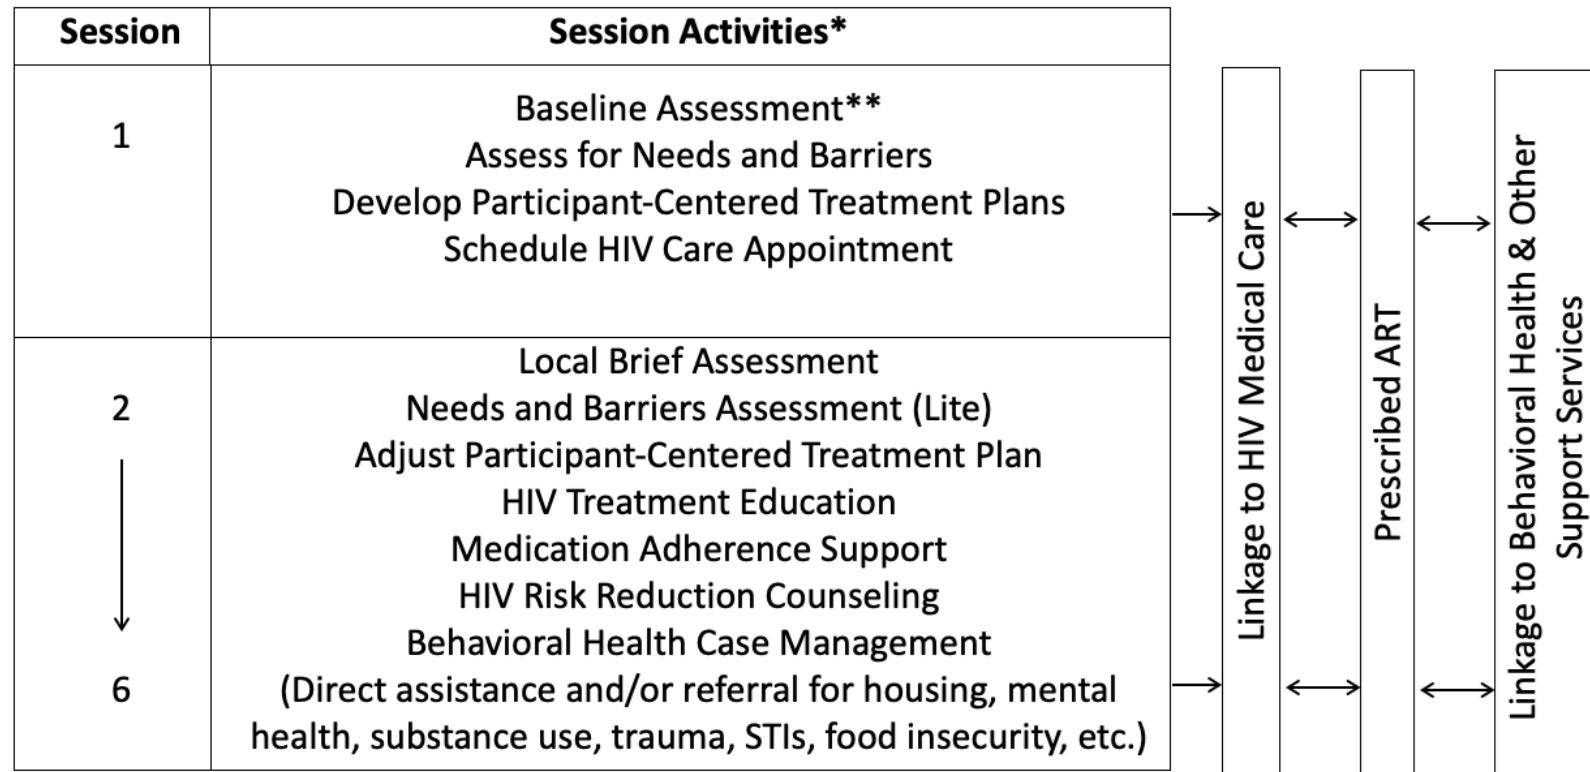 Session
Session Activities*
1
Baseline Assessment**
Assess for Needs and Barriers
Develop Participant-Centered Treatment Plans
Schedule HIV Care Appointment
2
6
Local Brief Assessment
Needs and Barriers Assessment (Lite)
Adjust Participant-Centered Treatment Plan
HIV Treatment Education
Medication Adherence Support
HIV Risk Reduction Counseling
Behavioral Health Case Management
(Direct assistance and/or referral for housing, mental
health, substance use, trauma, STIs, food insecurity, etc.)
Linkage to HIV Medical Care
Prescribed ART
Linkage to Behavioral Health & Other
Support Services